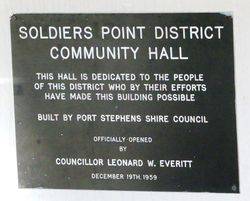 SOLDIERS POINT DISTRICT
COMMUNITY HALL
THIS HALL IS DEDICATED TO THE PEOPLE
OF THIS DISTRICT WHO BY THEIR EFFORTS
HAVE MADE THIS BUILDING POSSIBLE
BUILT BY PORT STEPHENS SHIRE COUNCIL
OFFICIALLY OPENED
BY
COUNCILLOR LEONARD W. EVERITT
DECEMBER 19TH, 1959